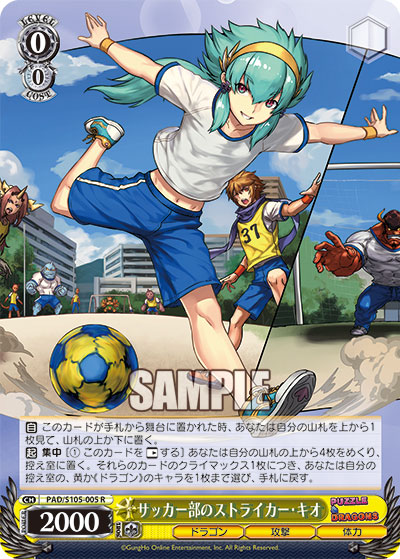 LEVEL
0
0
COST
37
SAMPLE
自 このカードが手札から舞台に置かれた時、あなたは自分の山札を上から1
枚見て、山札の上か下に置く。
起 集中 [① このカードを する] あなたは自分の山札の上から4枚をめくり、
控え室に置く。それらのカードのクライマックス1枚につき、あなたは自分の控え
室の、黄か《ドラゴン》のキャラを1枚まで選び、手札に戻す。
CH PAD/S105-005 R
サッカー部のストライカー・キオ
PUZZLE & DRAGONS
POWER
2000
SOUL
ドラゴン 攻撃 体力
©GungHo Online Entertainment, Inc. All Rights Reserved.